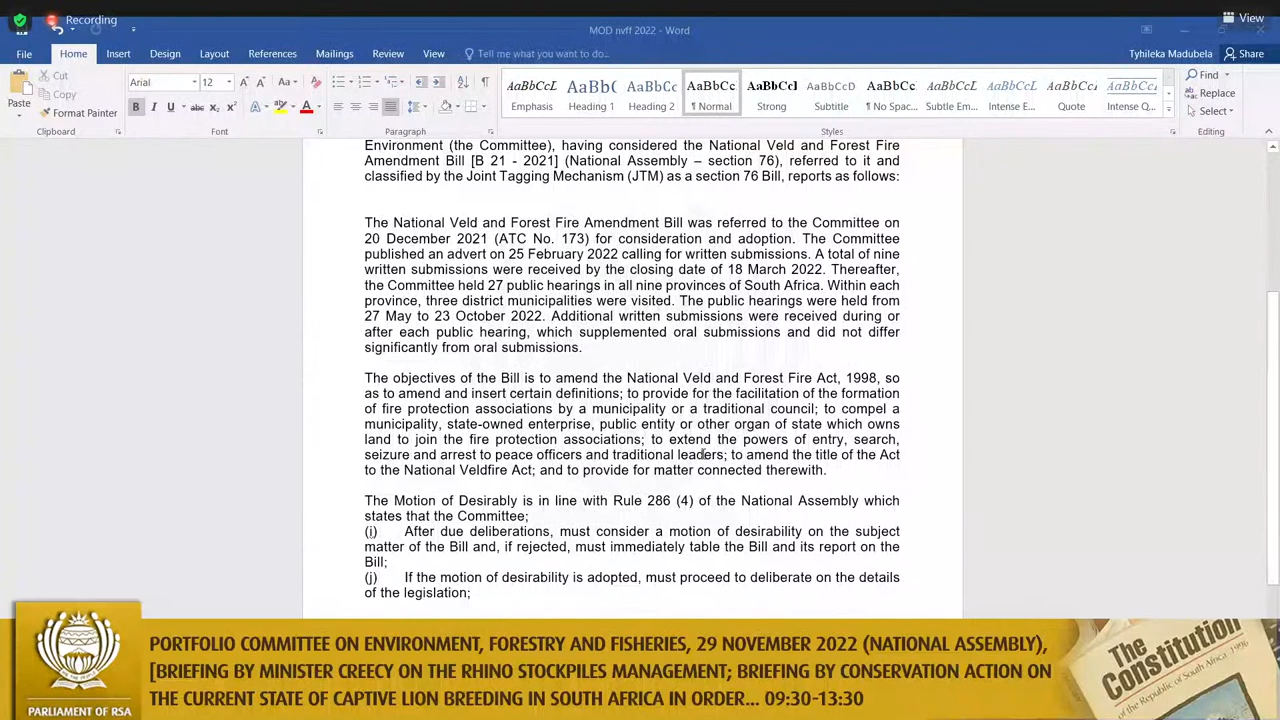 Recording
View
MOD nvff 2022 - Word
File Home Insert Design Layout References Mailings Review View Tell me what you want to do... Tyhileka Madubela Share
Paste Cut Copy Format Painter Clipboard
Arial 12 Font
Paragraph
AaBbCcL Emphasis AaBb( Heading 1 AaBbCc Heading 2 AaBbCc ¶ Normal AaBbCcl Strong AaBbCcD Subtitle AaBbCc ¶ No Spac... AaBbCcL Subtle Em... AaBbCcL Intense E... AaBbCcL Quote AaBbCcL Intense Q...
Styles
Find Replace Select Editing
Environment (the Committee), having considered the National Veld and Forest Fire
Amendment Bill [B 21 - 2021] (National Assembly – section 76), referred to it and
classified by the Joint Tagging Mechanism (JTM) as a section 76 Bill, reports as follows:
The National Veld and Forest Fire Amendment Bill was referred to the Committee on
20 December 2021 (ATC No. 173) for consideration and adoption. The Committee
published an advert on 25 February 2022 calling for written submissions. A total of nine
written submissions were received by the closing date of 18 March 2022. Thereafter,
the Committee held 27 public hearings in all nine provinces of South Africa. Within each
province, three district municipalities were visited. The public hearings were held from
27 May to 23 October 2022. Additional written submissions were received during or
after each public hearing, which supplemented oral submissions and did not differ
significantly from oral submissions.
The objectives of the Bill is to amend the National Veld and Forest Fire Act, 1998, so
as to amend and insert certain definitions; to provide for the facilitation of the formation
of fire protection associations by a municipality or a traditional council; to compel a
municipality, state-owned enterprise, public entity or other organ of state which owns
land to join the fire protection associations; to extend the powers of entry, search,
seizure and arrest to peace officers and traditional leaders; to amend the title of the Act
to the National Veldfire Act; and to provide for matter connected therewith.
The Motion of Desirably is in line with Rule 286 (4) of the National Assembly which
states that the Committee;
(i) After due deliberations, must consider a motion of desirability on the subject
matter of the Bill and, if rejected, must immediately table the Bill and its report on the
Bill;
(j) If the motion of desirability is adopted, must proceed to deliberate on the details
of the legislation;
PORTFOLIO COMMITTEE ON ENVIRONMENT, FORESTRY AND FISHERIES, 29 NOVEMBER 2022 (NATIONAL ASSEMBLY),
[BRIEFING BY MINISTER CREECY ON THE RHINO STOCKPILES MANAGEMENT; BRIEFING BY CONSERVATION ACTION ON
THE CURRENT STATE OF CAPTIVE LION BREEDING IN SOUTH AFRICA IN ORDER... 09:30-13:30
PARLIAMENT OF RSA
The
Constitution
of the Republic of South Africa, 1996